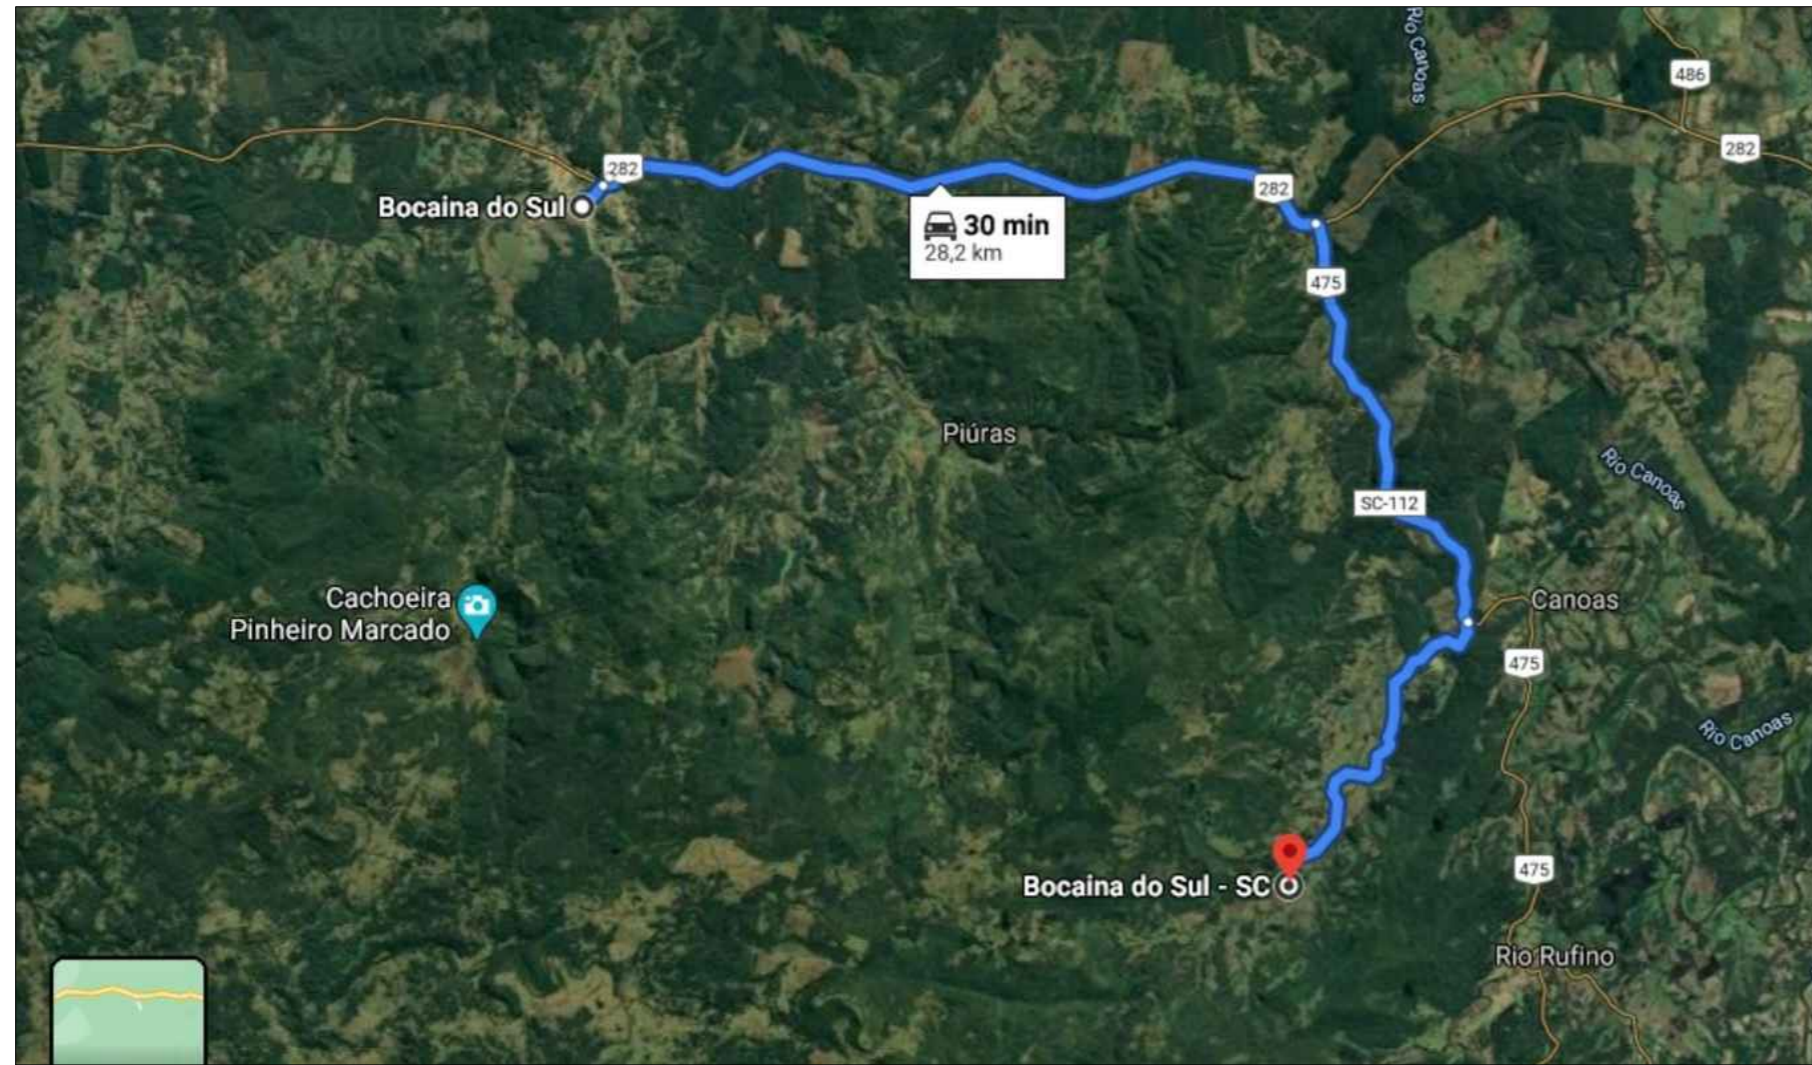 Rio Canoas
486
282
282
282
Bocaina do Sul
30 min
28,2 km
475
Piúras
Rio Canoas
SC-112
Cachoeira
Pinheiro Marcado
Canoas
475
Rio Canoas
475
Bocaina do Sul - SC
Rio Rufino